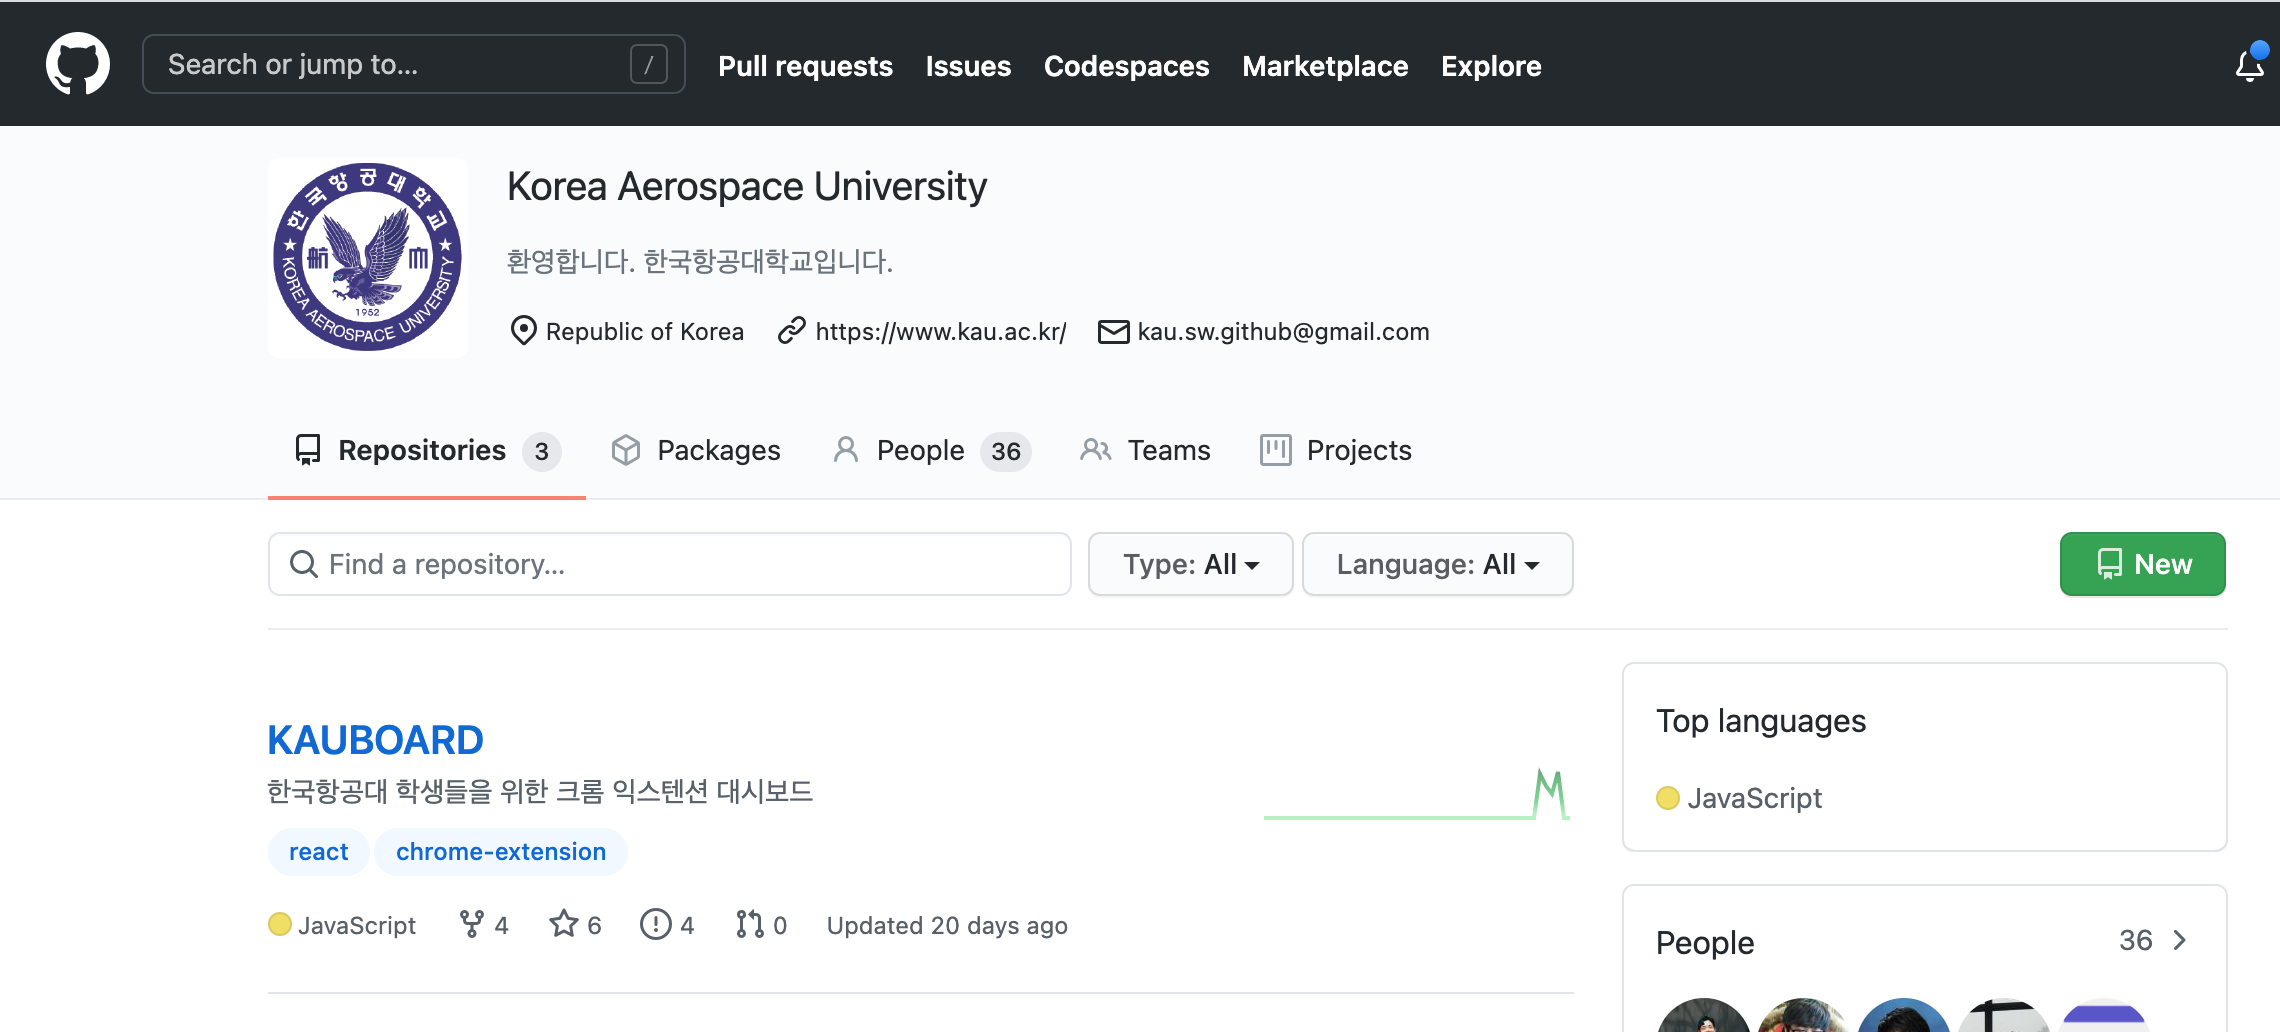 Search or jump to... /
Pull requests Issues Codespaces Marketplace Explore
한국항공대학교
KOREA AEROSPACE UNIVERSITY
1952
Korea Aerospace University
환영합니다. 한국항공대학교입니다.
Republic of Korea https://www.kau.ac.kr/ kau.sw.github@gmail.com
Repositories 3 Packages People 36 Teams Projects
Find a repository... Type: All Language: All New
KAUBOARD
한국항공대 학생들을 위한 크롬 익스텐션 대시보드
react chrome-extension
JavaScript 4 6 4 0 Updated 20 days ago
Top languages
JavaScript
People 36